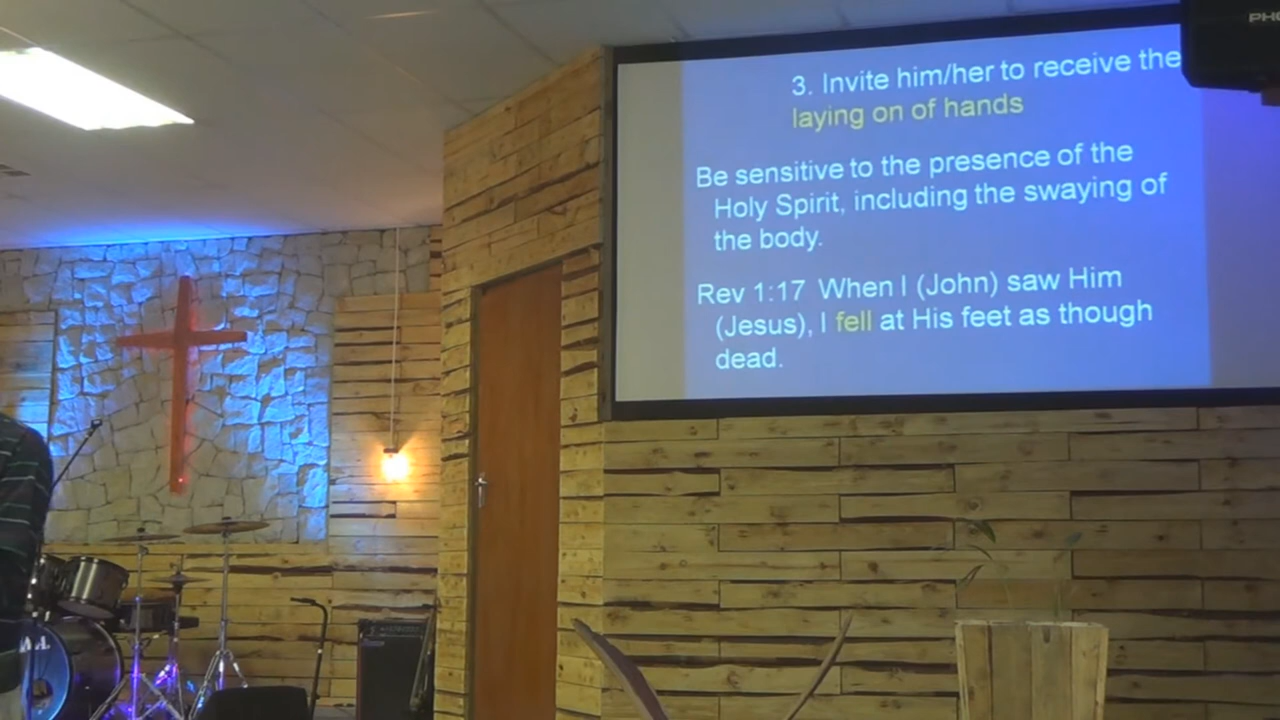 3. Invite him/her to receive the
laying on of hands
Be sensitive to the presence of the
Holy Spirit, including the swaying of
the body.
Rev 1:17 When I (John) saw Him
(Jesus), I fell at His feet as though
dead.